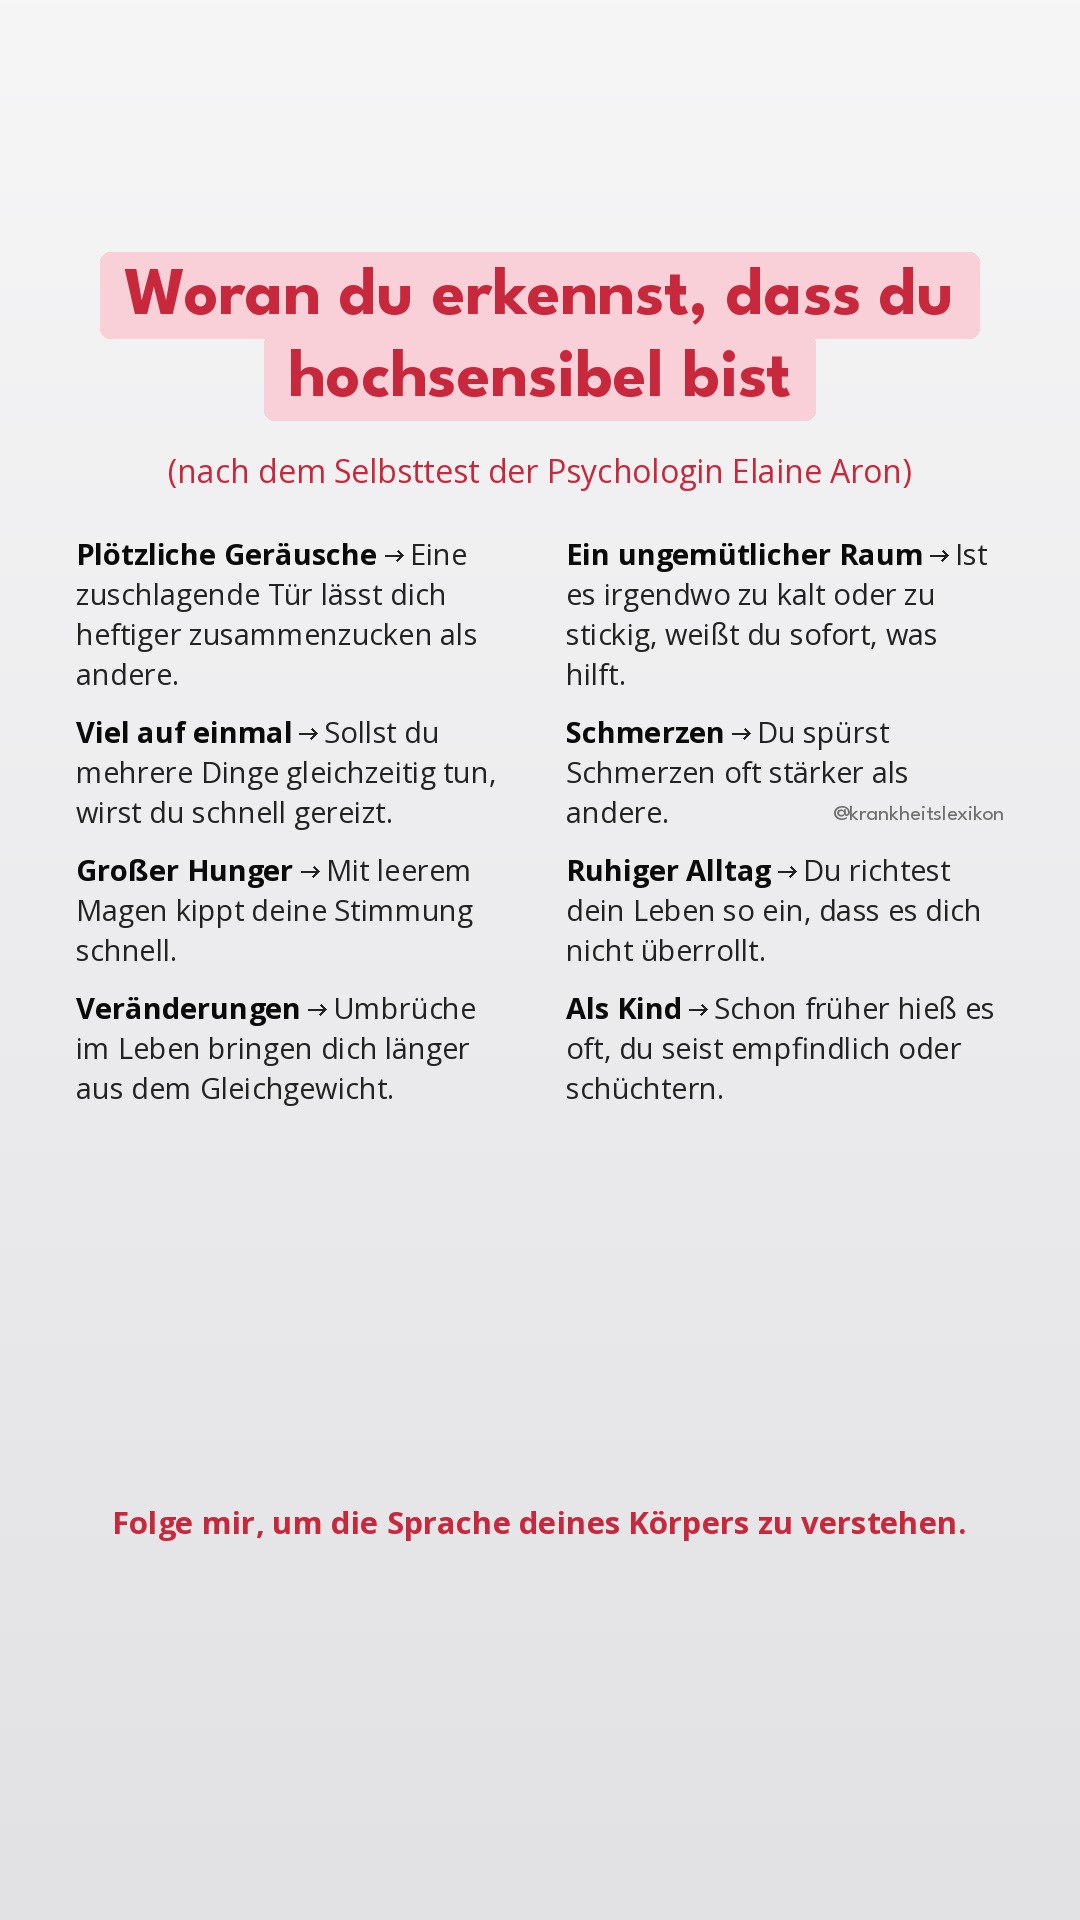 Woran du erkennst, dass du
hochsensibel bist
(nach dem Selbsttest der Psychologin Elaine Aron)
Plötzliche Geräusche → Eine
zuschlagende Tür lässt dich
heftiger zusammenzucken als
andere.
Viel auf einmal → Sollst du
mehrere Dinge gleichzeitig tun,
wirst du schnell gereizt.
Großer Hunger → Mit leerem
Magen kippt deine Stimmung
schnell.
Veränderungen → Umbrüche
im Leben bringen dich länger
aus dem Gleichgewicht.
Ein ungemütlicher Raum → Ist
es irgendwo zu kalt oder zu
stickig, weißt du sofort, was
hilft.
Schmerzen → Du spürst
Schmerzen oft stärker als
andere.
@krankheitslexikon
Ruhiger Alltag → Du richtest
dein Leben so ein, dass es dich
nicht überrollt.
Als Kind → Schon früher hieß es
oft, du seist empfindlich oder
schüchtern.
Folge mir, um die Sprache deines Körpers zu verstehen.